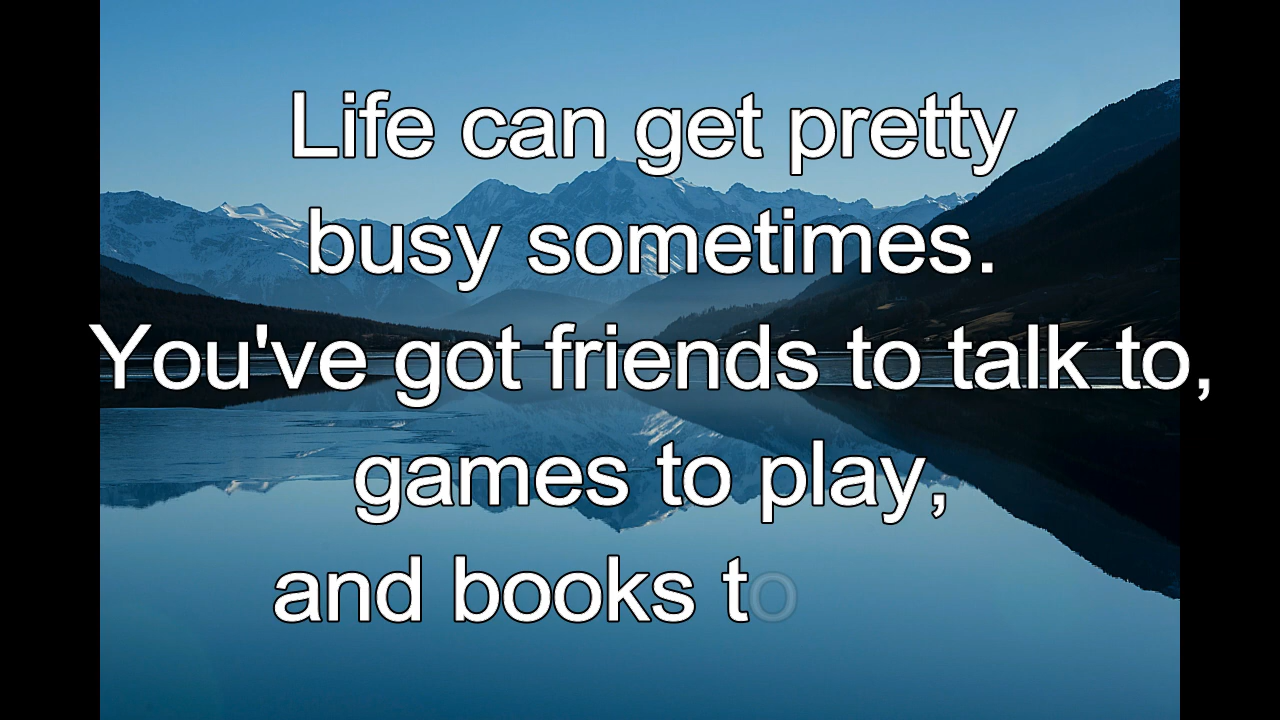 Life can get pretty
busy sometimes.
You've got friends to talk to,
games to play,
and books to